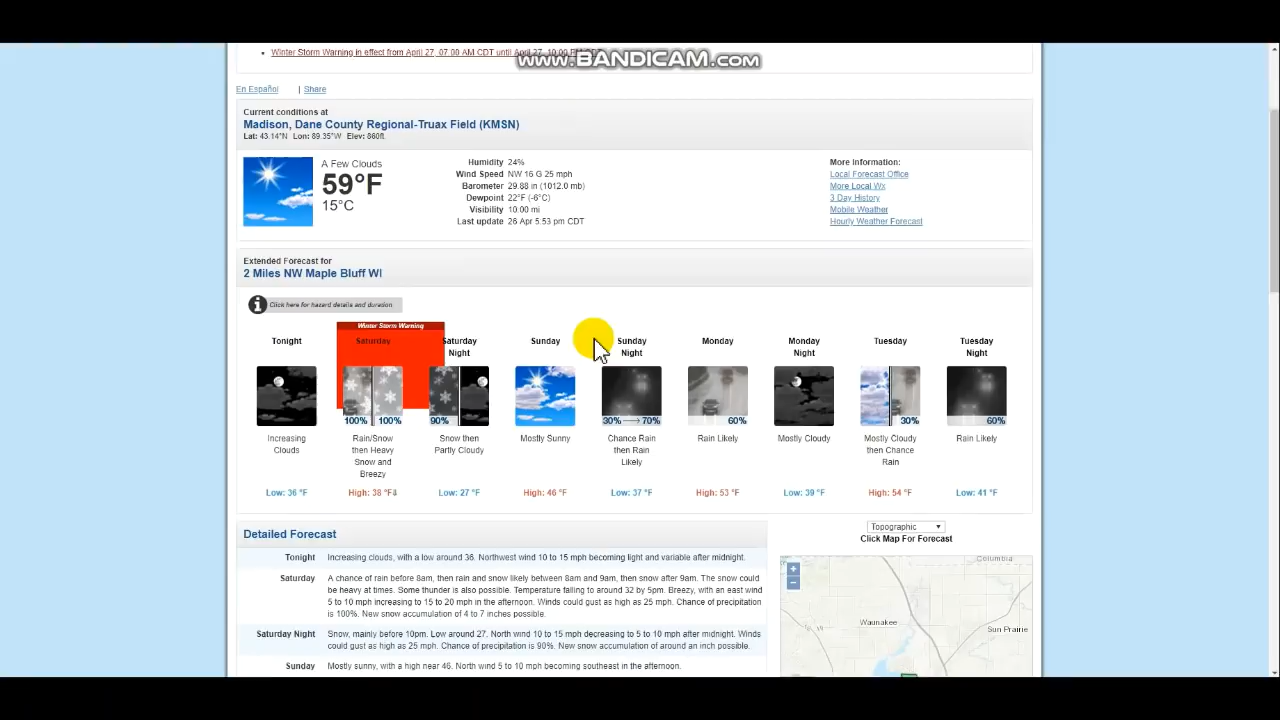 Winter Storm Warning in effect from April 27, 07:00 AM CDT until April 27, 10:00 PM CDT
www.BANDICAM.com
En Español | Share
Current conditions at
Madison, Dane County Regional-Truax Field (KMSN)
Lat: 43.14°N Lon: 89.35°W Elev: 860ft.
A Few Clouds
59°F
15°C
Humidity 24%
Wind Speed NW 16 G 25 mph
Barometer 29.88 in (1012.0 mb)
Dewpoint 22°F (-6°C)
Visibility 10.00 mi
Last update 26 Apr 5:53 pm CDT
More Information:
Local Forecast Office
More Local Wx
3 Day History
Mobile Weather
Hourly Weather Forecast
Extended Forecast for
2 Miles NW Maple Bluff WI
Click here for hazard details and duration
Winter Storm Warning
Tonight
Increasing
Clouds
Low: 36 °F
Saturday
100% 100%
Rain/Snow
then Heavy
Snow and
Breezy
High: 38 °F⇓
Saturday
Night
90%
Snow then
Partly Cloudy
Low: 27 °F
Sunday
Mostly Sunny
High: 46 °F
Sunday
Night
30% → 70%
Chance Rain
then Rain
Likely
Low: 37 °F
Monday
60%
Rain Likely
High: 53 °F
Monday
Night
Mostly Cloudy
Low: 39 °F
Tuesday
30%
Mostly Cloudy
then Chance
Rain
High: 54 °F
Tuesday
Night
60%
Rain Likely
Low: 41 °F
Detailed Forecast
Tonight Increasing clouds, with a low around 36. Northwest wind 10 to 15 mph becoming light and variable after midnight.
Saturday A chance of rain before 8am, then rain and snow likely between 8am and 9am, then snow after 9am. The snow could
be heavy at times. Some thunder is also possible. Temperature falling to around 32 by 5pm. Breezy, with an east wind
5 to 10 mph increasing to 15 to 20 mph in the afternoon. Winds could gust as high as 25 mph. Chance of precipitation
is 100%. New snow accumulation of 4 to 7 inches possible.
Saturday Night Snow, mainly before 10pm. Low around 27. North wind 10 to 15 mph decreasing to 5 to 10 mph after midnight. Winds
could gust as high as 25 mph. Chance of precipitation is 90%. New snow accumulation of around an inch possible.
Sunday Mostly sunny, with a high near 46. North wind 5 to 10 mph becoming southeast in the afternoon.
Topographic
Click Map For Forecast
+
−
Columbia
Waunakee
Sun Prairie